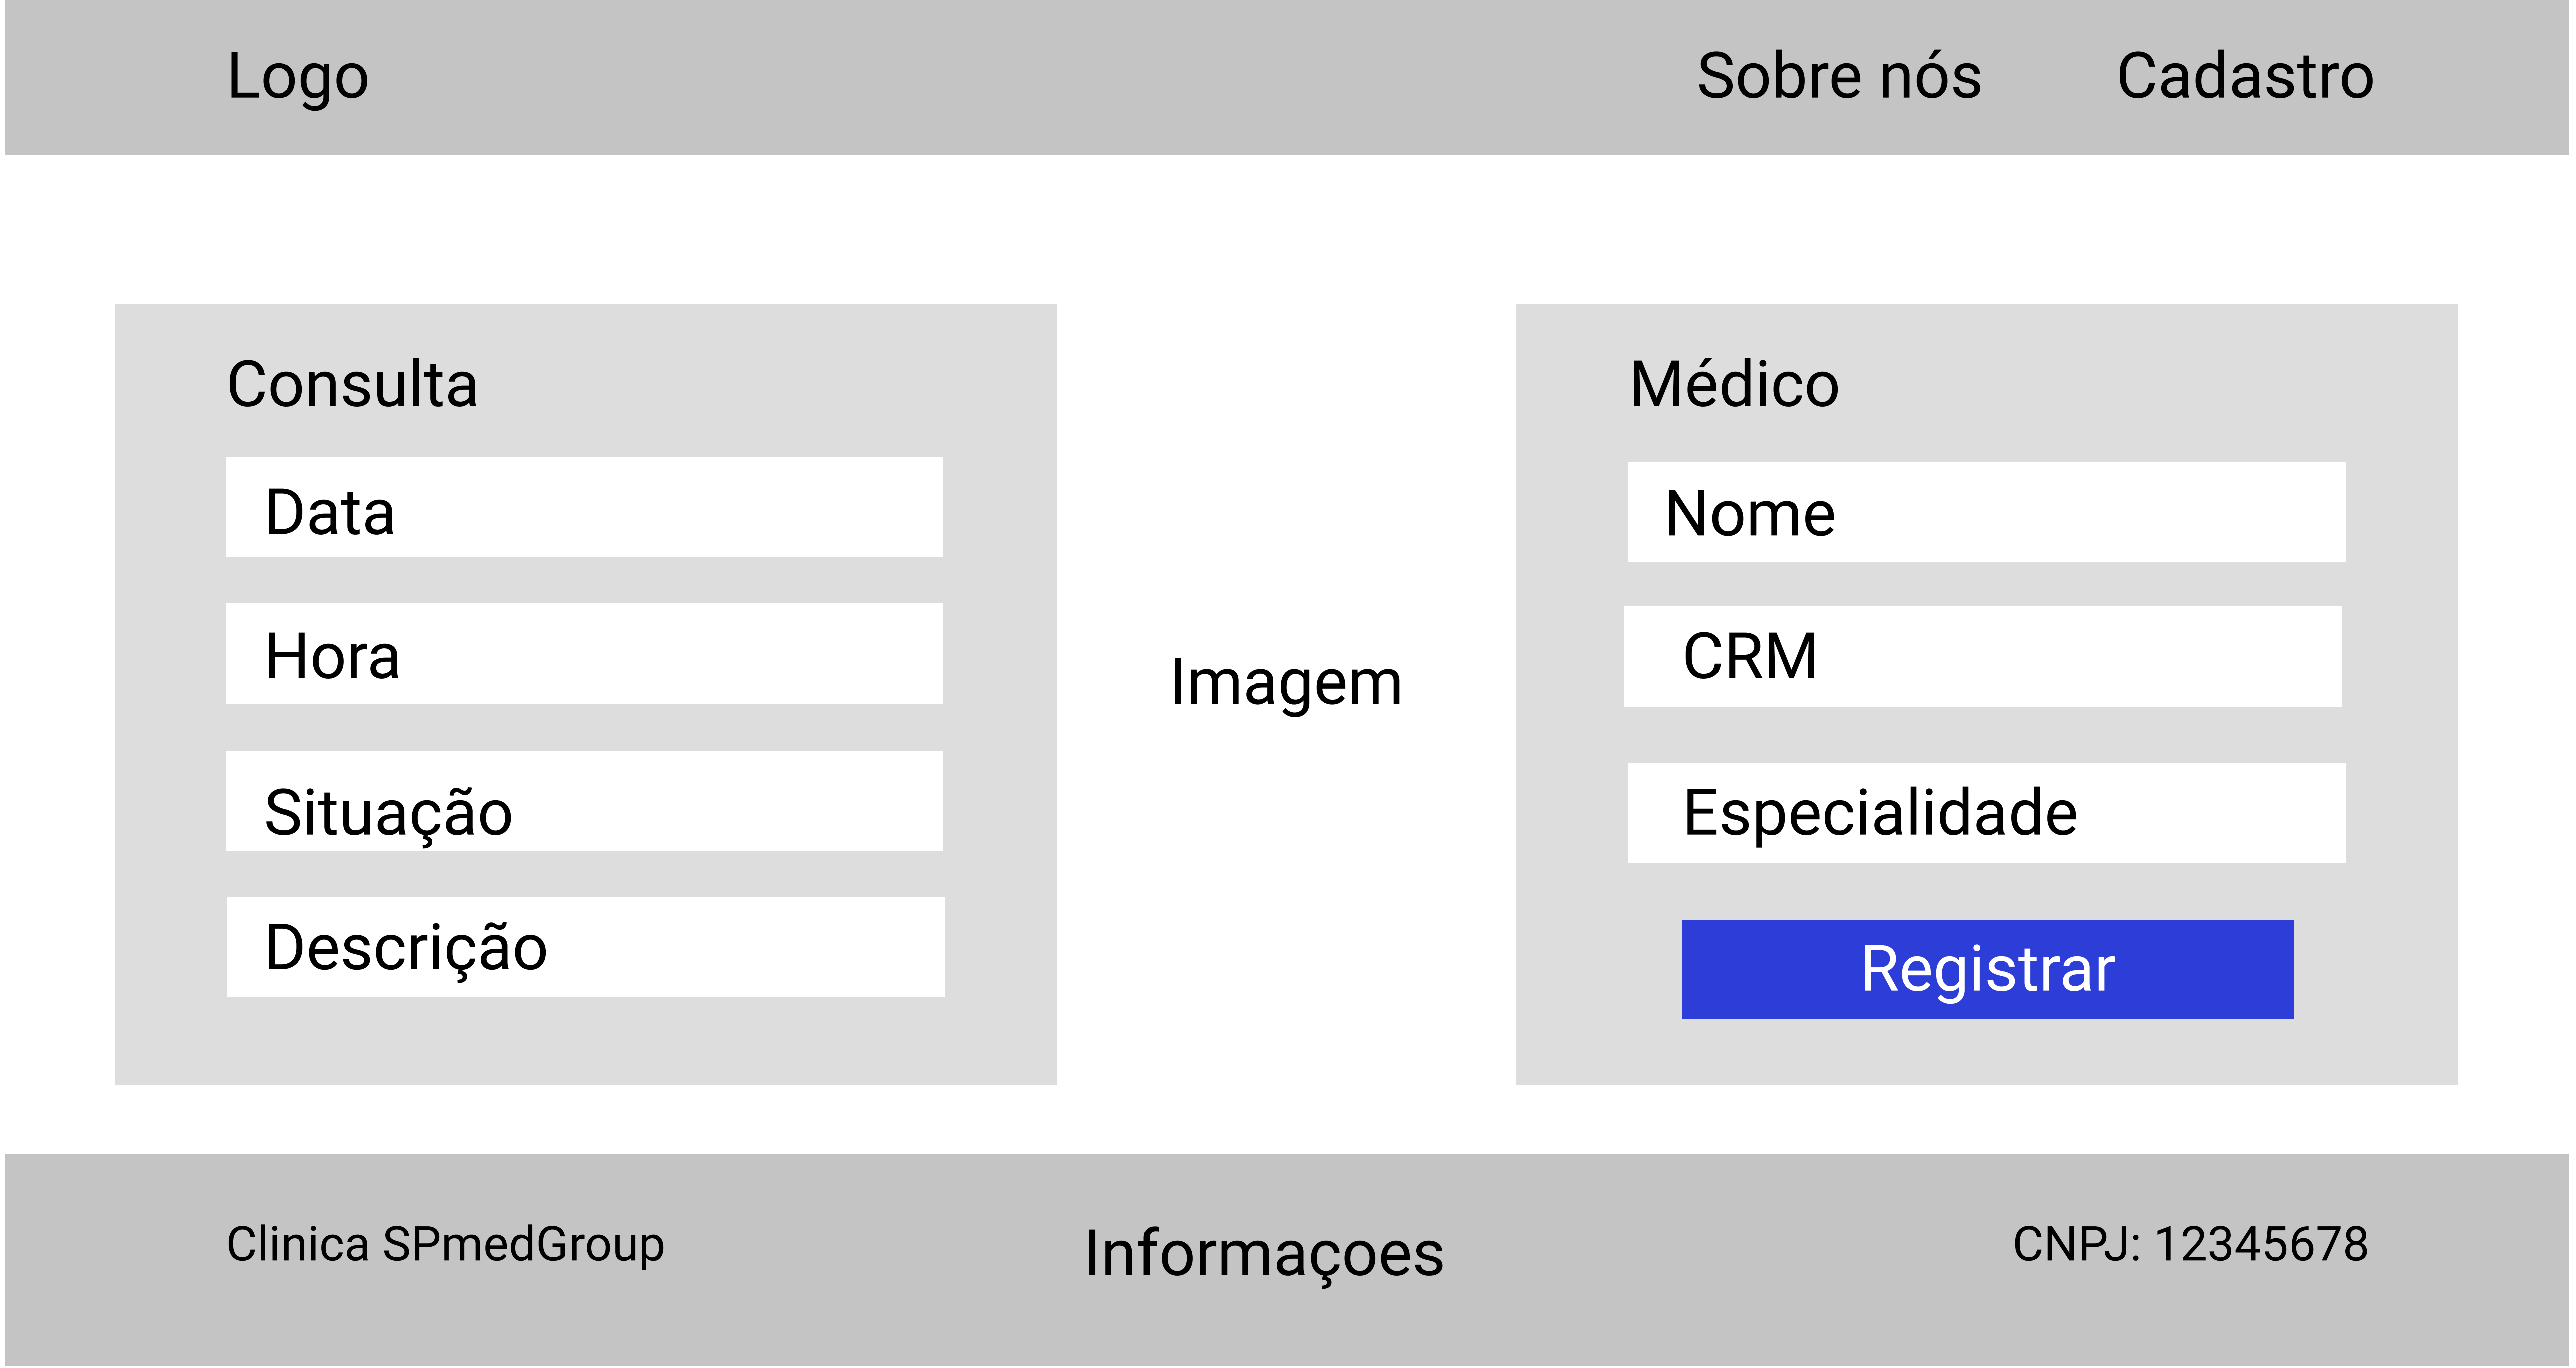 Logo
Sobre nós
Cadastro
Consulta
Data
Hora
Situação
Descrição
Imagem
Médico
Nome
CRM
Especialidade
Registrar
Clinica SPmedGroup
Informaçoes
CNPJ: 12345678